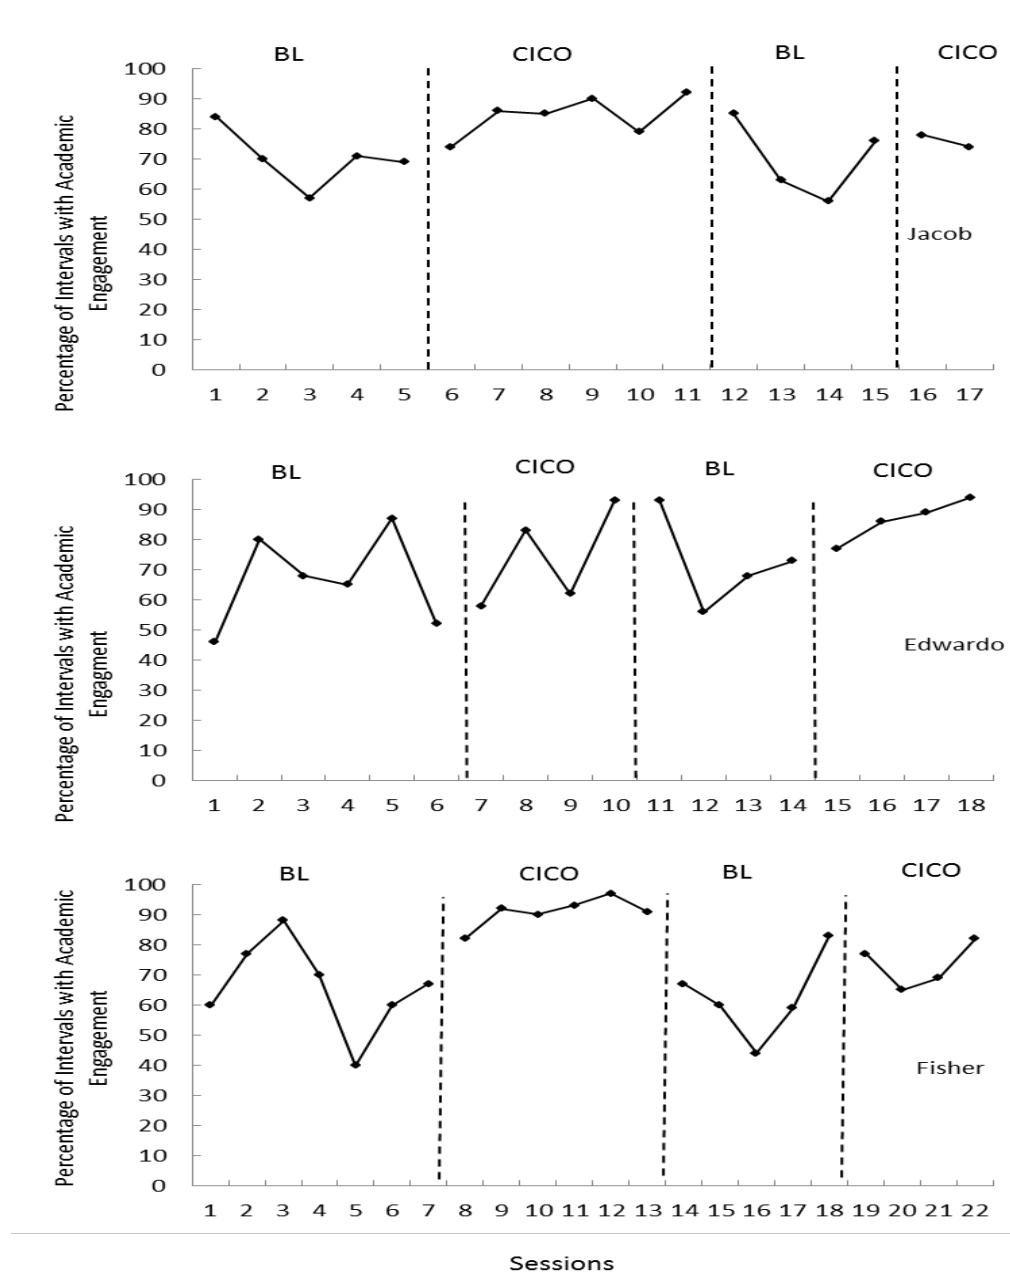 BL CICO BL CICO
Percentage of Intervals with Academic
Engagement
100
90
80
70
60
50
40
30
20
10
0
Jacob
1 2 3 4 5 6 7 8 9 10 11 12 13 14 15 16 17
BL CICO BL CICO
Percentage of Intervals with Academic
Engagment
100
90
80
70
60
50
40
30
20
10
0
Edwardo
1 2 3 4 5 6 7 8 9 10 11 12 13 14 15 16 17 18
BL CICO BL CICO
Percentage of Intervals with Academic
Engagement
100
90
80
70
60
50
40
30
20
10
0
Fisher
1 2 3 4 5 6 7 8 9 10 11 12 13 14 15 16 17 18 19 20 21 22
Sessions